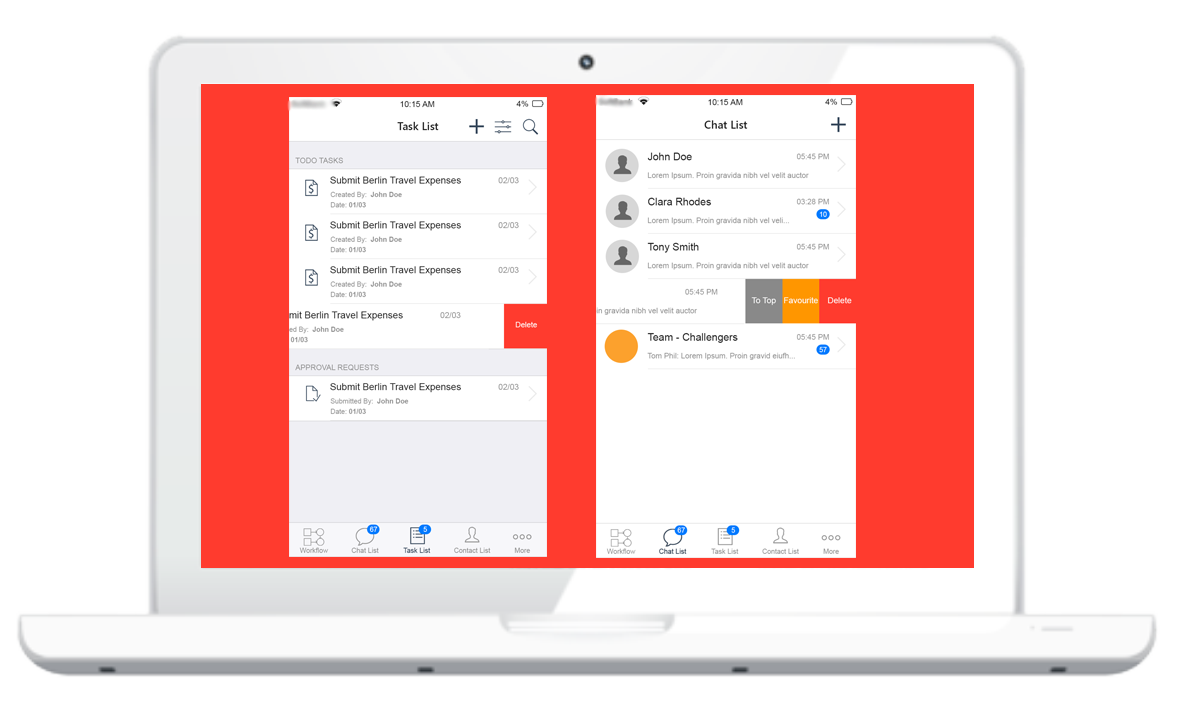 10:15 AM
4%
Task List
TODO TASKS
Submit Berlin Travel Expenses
02/03
Created By: John Doe
Date: 01/03
Submit Berlin Travel Expenses
02/03
Created By: John Doe
Date: 01/03
Submit Berlin Travel Expenses
02/03
Created By: John Doe
Date: 01/03
mit Berlin Travel Expenses
02/03
ed By: John Doe
01/03
Delete
APPROVAL REQUESTS
Submit Berlin Travel Expenses
02/03
Submitted By: John Doe
Date: 01/03
67
5
Workflow
Chat List
Task List
Contact List
More
10:15 AM
4%
Chat List
John Doe
05:45 PM
Lorem Ipsum. Proin gravida nibh vel velit auctor
Clara Rhodes
03:28 PM
10
Lorem Ipsum. Proin gravida nibh vel veli...
Tony Smith
05:45 PM
Lorem Ipsum. Proin gravida nibh vel velit auctor
05:45 PM
in gravida nibh vel velit auctor
To Top
Favourite
Delete
Team - Challengers
05:45 PM
57
Tom Phil: Lorem Ipsum. Proin gravid eiufh...
67
5
Workflow
Chat List
Task List
Contact List
More